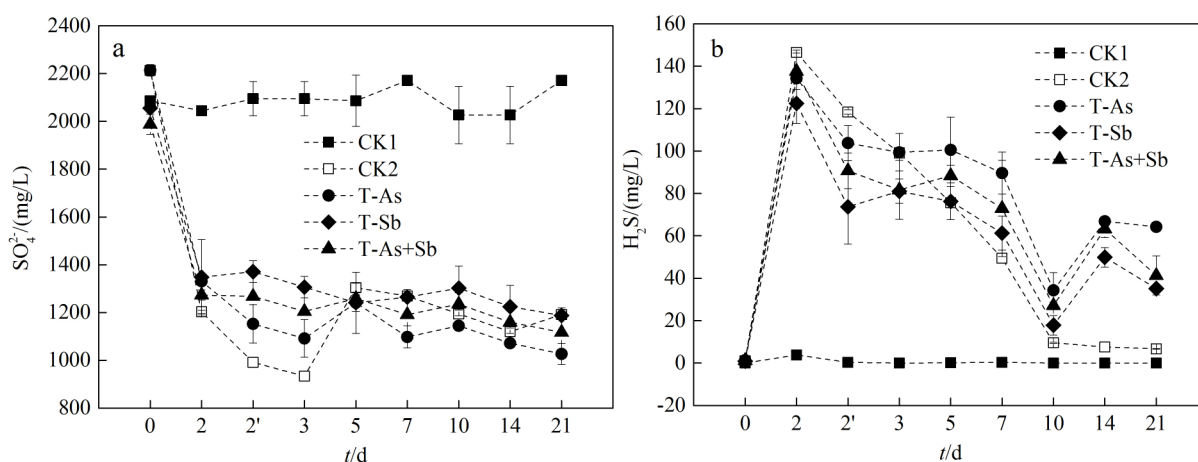 a
2400
2200
2000
1800
1600
1400
1200
1000
800
SO₄²⁻/(mg/L)
CK1
CK2
T-As
T-Sb
T-As+Sb
0 2 2' 3 5 7 10 14 21
t/d
b
160
140
120
100
80
60
40
20
0
-20
H₂S/(mg/L)
CK1
CK2
T-As
T-Sb
T-As+Sb
0 2 2' 3 5 7 10 14 21
t/d